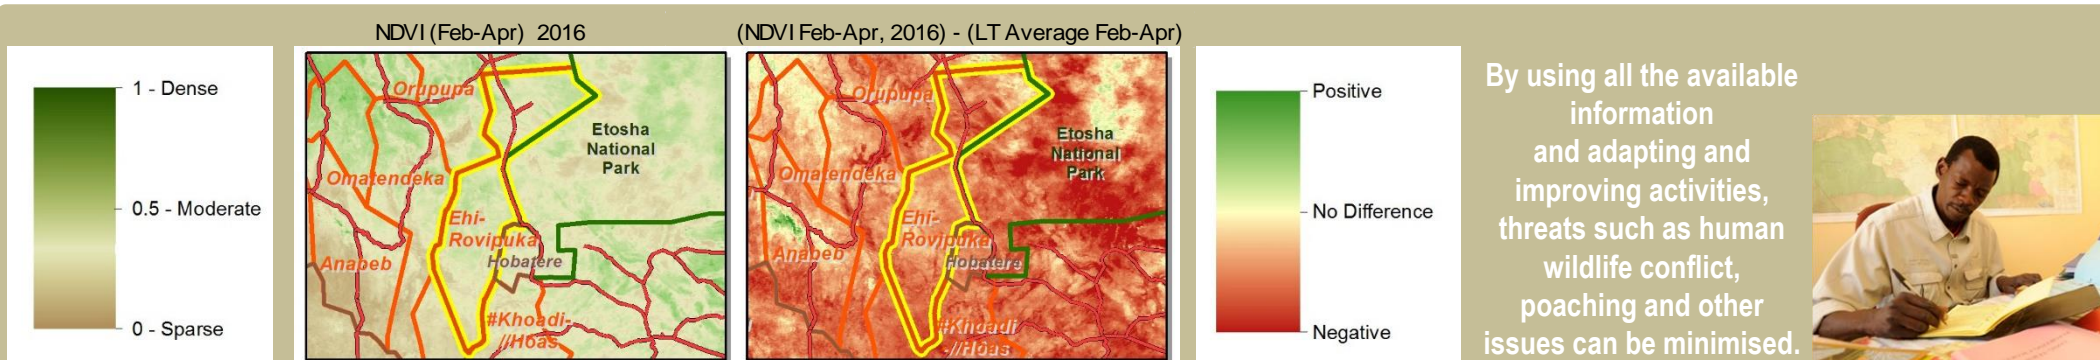 NDVI (Feb-Apr) 2016
(NDVI Feb-Apr, 2016) - (LT Average Feb-Apr)
1 - Dense
0.5 - Moderate
0 - Sparse
Orupupa
Etosha
National
Park
Omatendeka
Ehi-
Rovipuka
Anabeb
Hobatere
#Khoadi-
//Hoas
Orupupa
Etosha
National
Park
Omatendeka
Ehi-
Rovipuka
Anabeb
Hobatere
#Khoadi
-//Hoas
Positive
No Difference
Negative
By using all the available
information
and adapting and
improving activities,
threats such as human
wildlife conflict,
poaching and other
issues can be minimised.